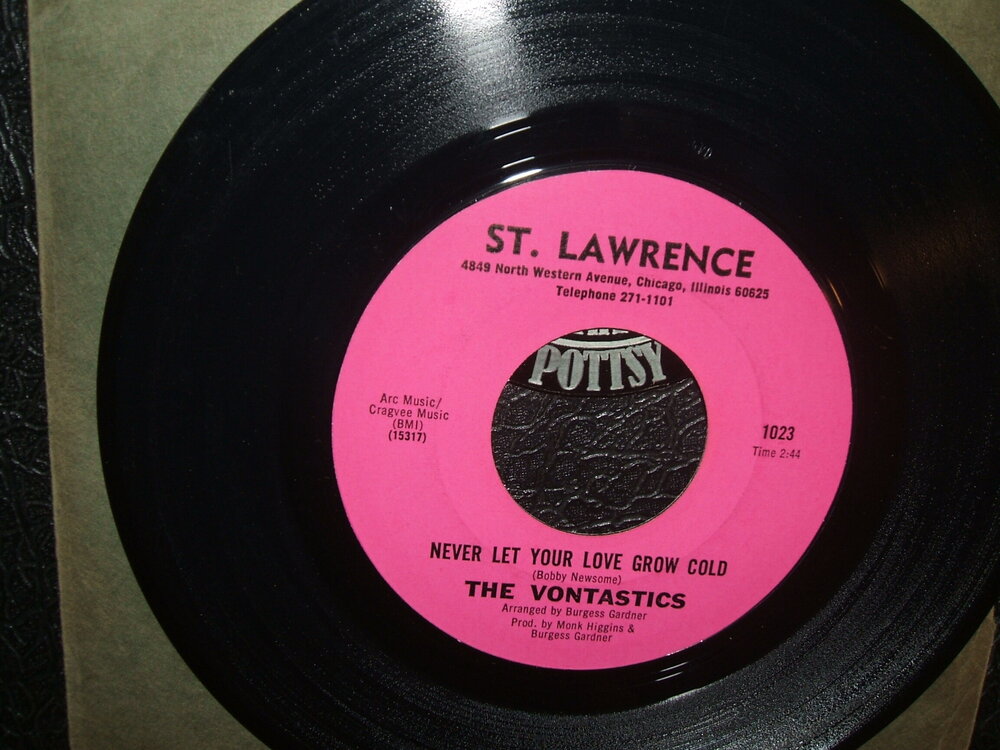 ST. LAWRENCE
4849 North Western Avenue, Chicago, Illinois 60625
Telephone 271-1101
POTTSY
Arc Music/
Cragvee Music
(BMI)
(15317)
1023
Time 2:44
NEVER LET YOUR LOVE GROW COLD
(Bobby Newsome)
THE VONTASTICS
Arranged by Burgess Gardner
Prod. by Monk Higgins &
Burgess Gardner